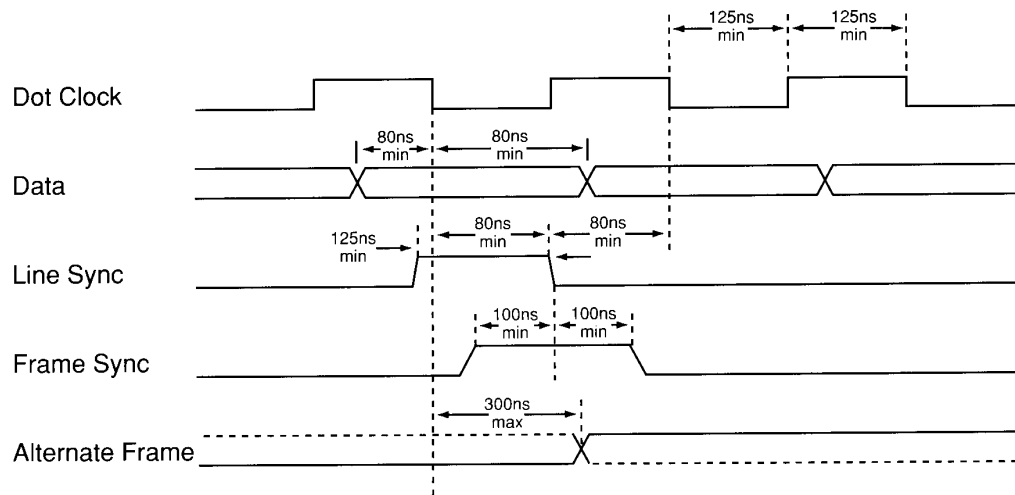 125ns
min
125ns
min
Dot Clock
80ns
min
80ns
min
Data
125ns
min
80ns
min
80ns
min
Line Sync
100ns
min
100ns
min
Frame Sync
300ns
max
Alternate Frame